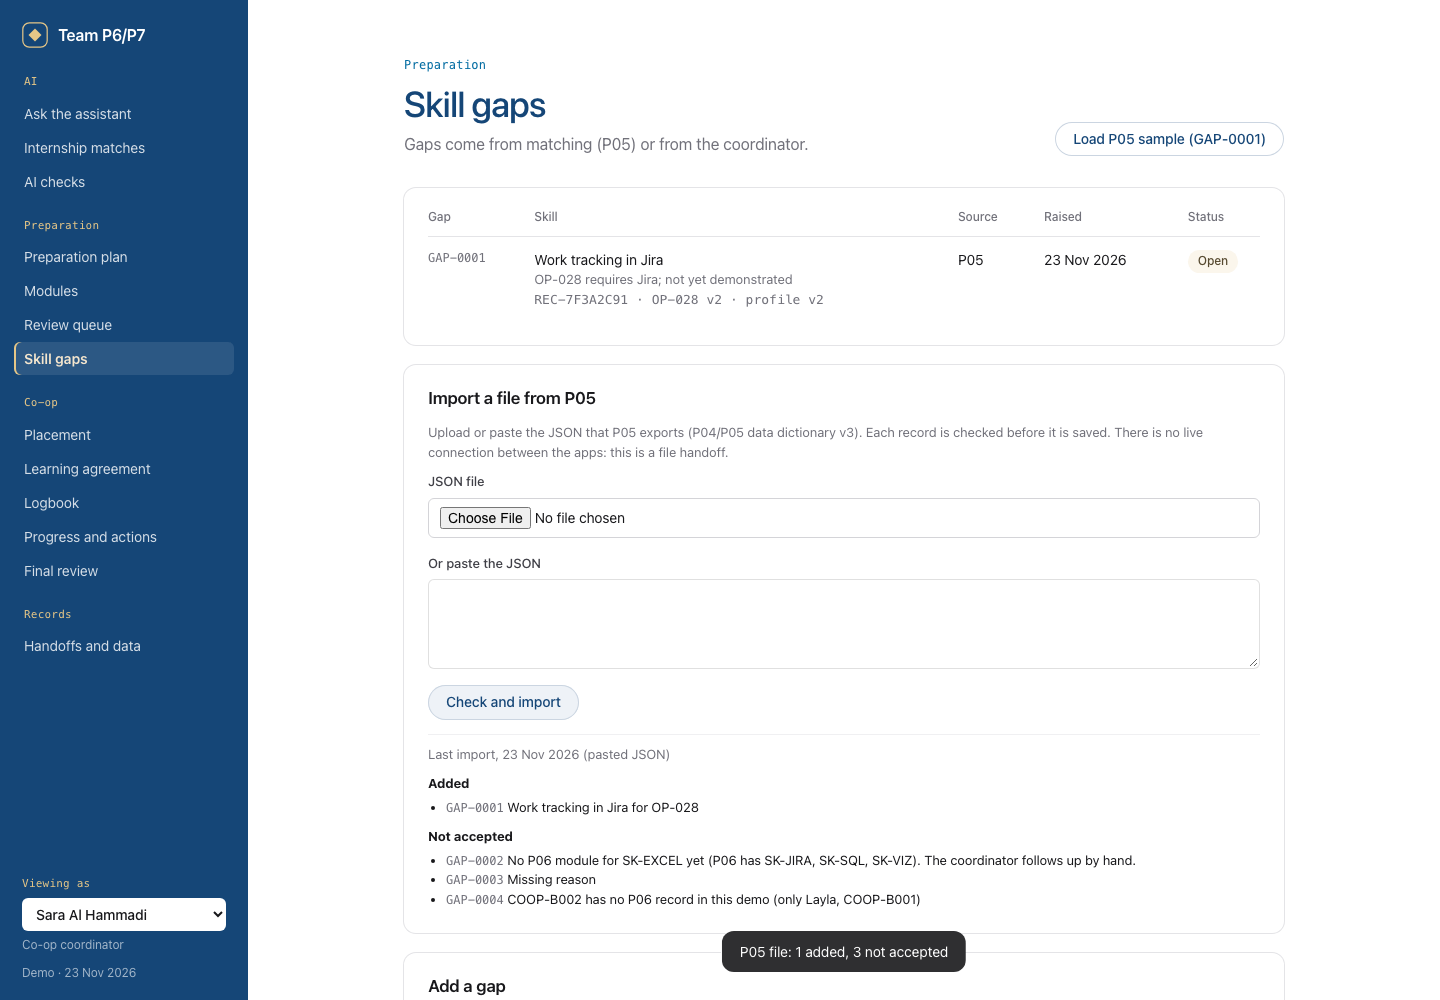 Team P6/P7
AI
Ask the assistant
Internship matches
AI checks
Preparation
Preparation plan
Modules
Review queue
Skill gaps
Co-op
Placement
Learning agreement
Logbook
Progress and actions
Final review
Records
Handoffs and data
Viewing as
Sara Al Hammadi
Co-op coordinator
Demo · 23 Nov 2026
Preparation
Skill gaps
Gaps come from matching (P05) or from the coordinator.
Load P05 sample (GAP-0001)
Gap Skill Source Raised Status
GAP-0001 Work tracking in Jira P05 23 Nov 2026 Open
OP-028 requires Jira; not yet demonstrated
REC-7F3A2C91 · OP-028 v2 · profile v2
Import a file from P05
Upload or paste the JSON that P05 exports (P04/P05 data dictionary v3). Each record is checked before it is saved. There is no live
connection between the apps: this is a file handoff.
JSON file
Choose File No file chosen
Or paste the JSON
Check and import
Last import, 23 Nov 2026 (pasted JSON)
Added
• GAP-0001 Work tracking in Jira for OP-028
Not accepted
• GAP-0002 No P06 module for SK-EXCEL yet (P06 has SK-JIRA, SK-SQL, SK-VIZ). The coordinator follows up by hand.
• GAP-0003 Missing reason
• GAP-0004 COOP-B002 has no P06 record in this demo (only Layla, COOP-B001)
P05 file: 1 added, 3 not accepted
Add a gap